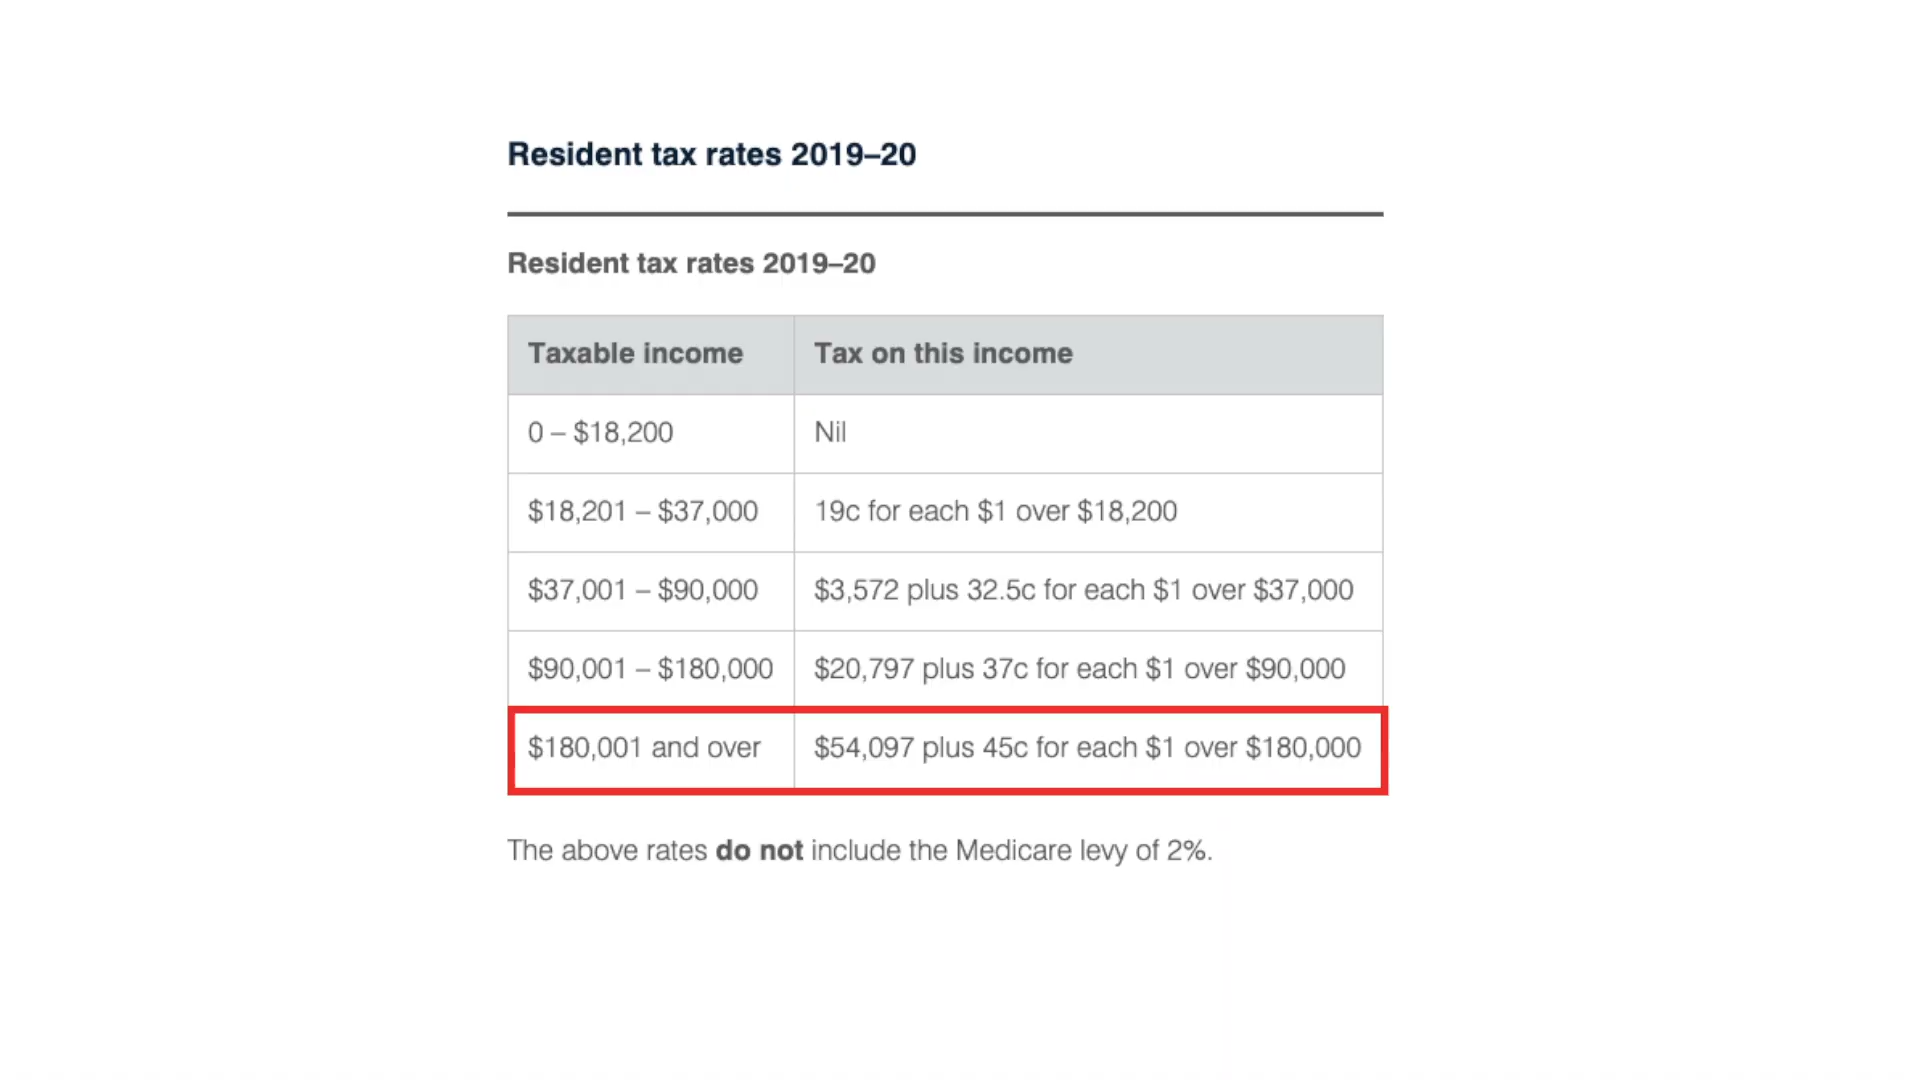 Resident tax rates 2019–20
Resident tax rates 2019–20
Taxable income Tax on this income
0 – $18,200 Nil
$18,201 – $37,000 19c for each $1 over $18,200
$37,001 – $90,000 $3,572 plus 32.5c for each $1 over $37,000
$90,001 – $180,000 $20,797 plus 37c for each $1 over $90,000
$180,001 and over $54,097 plus 45c for each $1 over $180,000
The above rates do not include the Medicare levy of 2%.